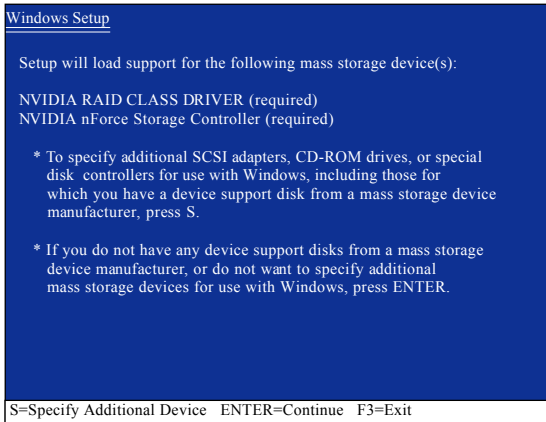 Windows Setup
Setup will load support for the following mass storage device(s):
NVIDIA RAID CLASS DRIVER (required)
NVIDIA nForce Storage Controller (required)
* To specify additional SCSI adapters, CD-ROM drives, or special
disk controllers for use with Windows, including those for
which you have a device support disk from a mass storage device
manufacturer, press S.
* If you do not have any device support disks from a mass storage
device manufacturer, or do not want to specify additional
mass storage devices for use with Windows, press ENTER.
S=Specify Additional Device ENTER=Continue F3=Exit